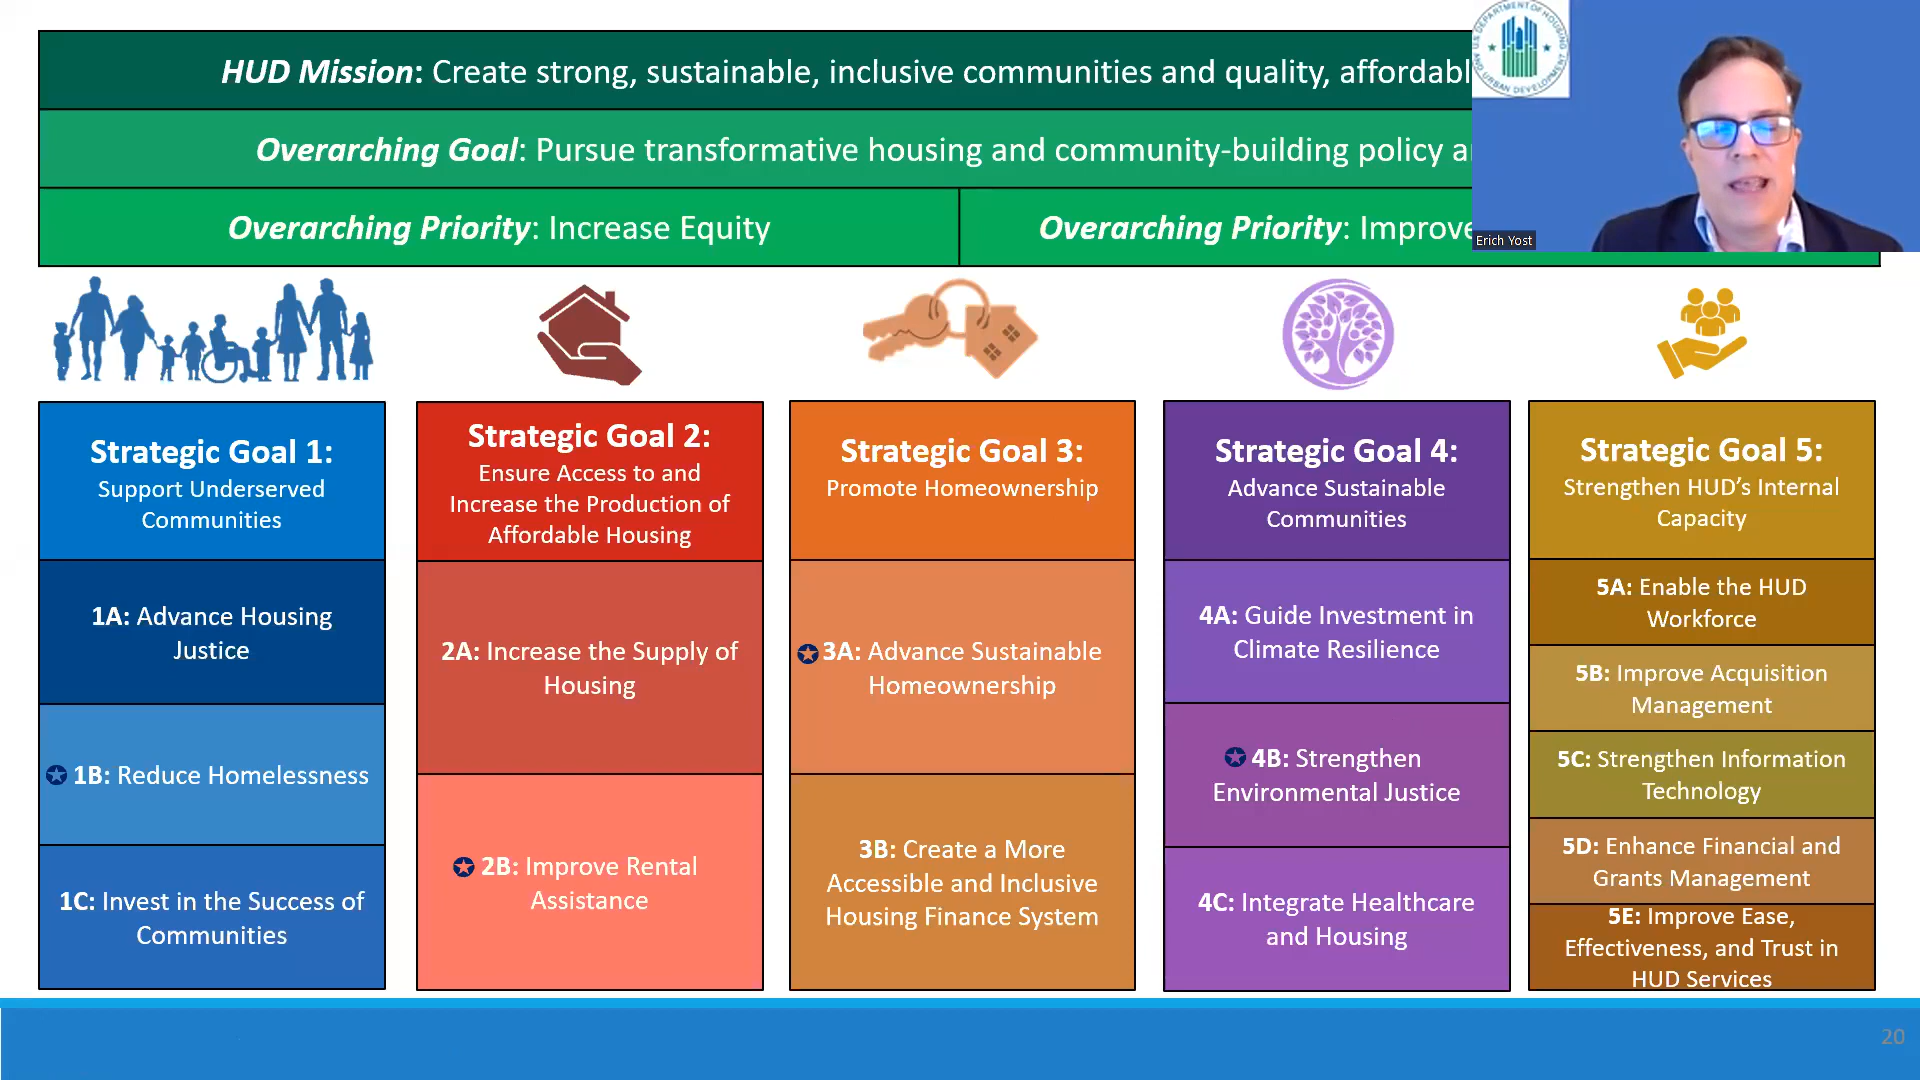 HUD Mission: Create strong, sustainable, inclusive communities and quality, affordabl
U.S. DEPARTMENT OF HOUSING
AND URBAN DEVELOPMENT
Overarching Goal: Pursue transformative housing and community-building policy a
Overarching Priority: Increase Equity
Overarching Priority: Improve
Erich Yost
Strategic Goal 1:
Support Underserved
Communities
1A: Advance Housing
Justice
1B: Reduce Homelessness
1C: Invest in the Success of
Communities
Strategic Goal 2:
Ensure Access to and
Increase the Production of
Affordable Housing
2A: Increase the Supply of
Housing
2B: Improve Rental
Assistance
Strategic Goal 3:
Promote Homeownership
3A: Advance Sustainable
Homeownership
3B: Create a More
Accessible and Inclusive
Housing Finance System
Strategic Goal 4:
Advance Sustainable
Communities
4A: Guide Investment in
Climate Resilience
4B: Strengthen
Environmental Justice
4C: Integrate Healthcare
and Housing
Strategic Goal 5:
Strengthen HUD’s Internal
Capacity
5A: Enable the HUD
Workforce
5B: Improve Acquisition
Management
5C: Strengthen Information
Technology
5D: Enhance Financial and
Grants Management
5E: Improve Ease,
Effectiveness, and Trust in
HUD Services
20